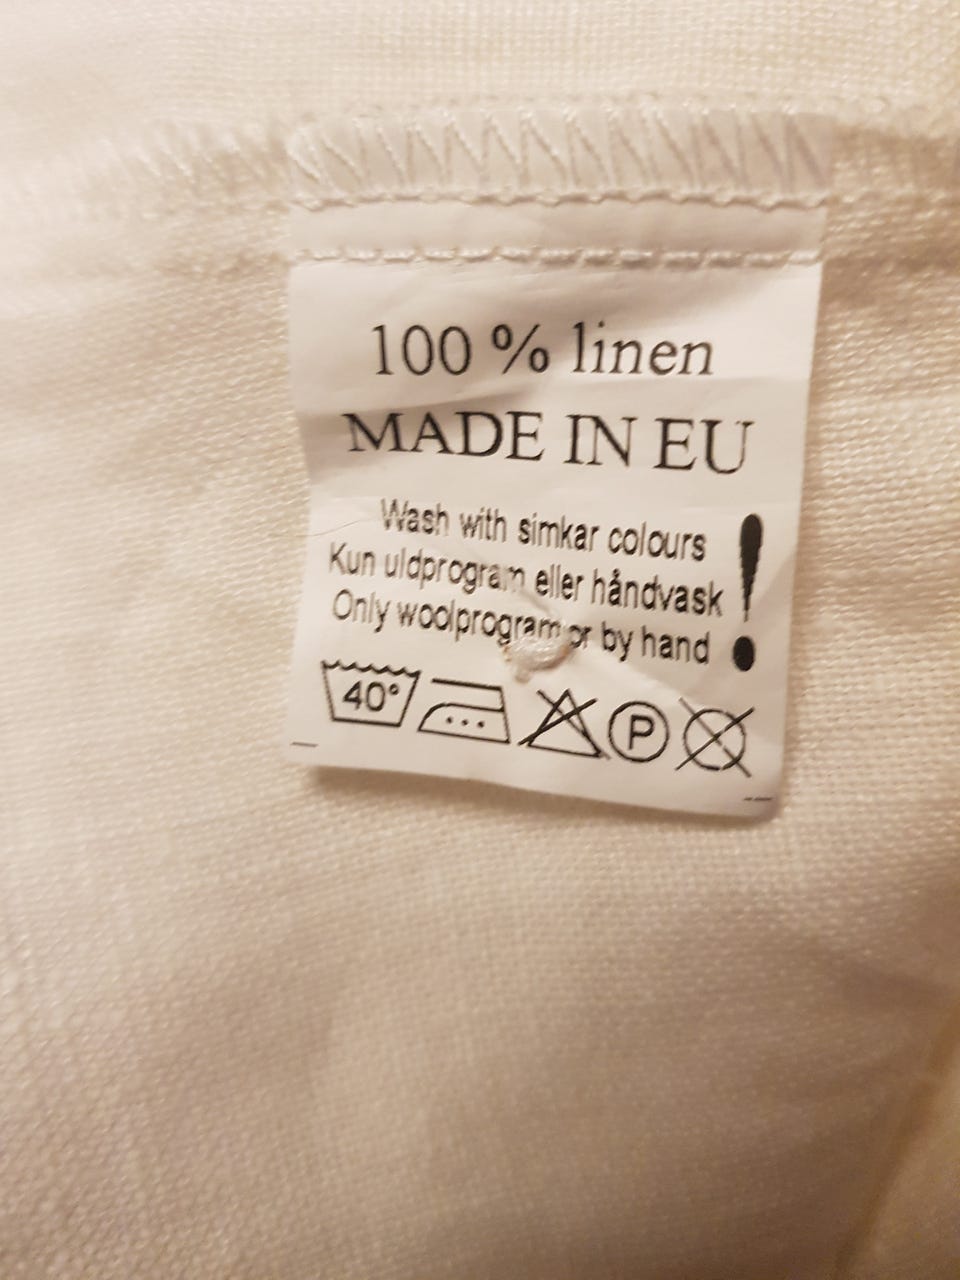 100 % linen
MADE IN EU
Wash with simkar colours
Kun uldprogram eller håndvask
Only woolprogram or by hand
!
40°
P